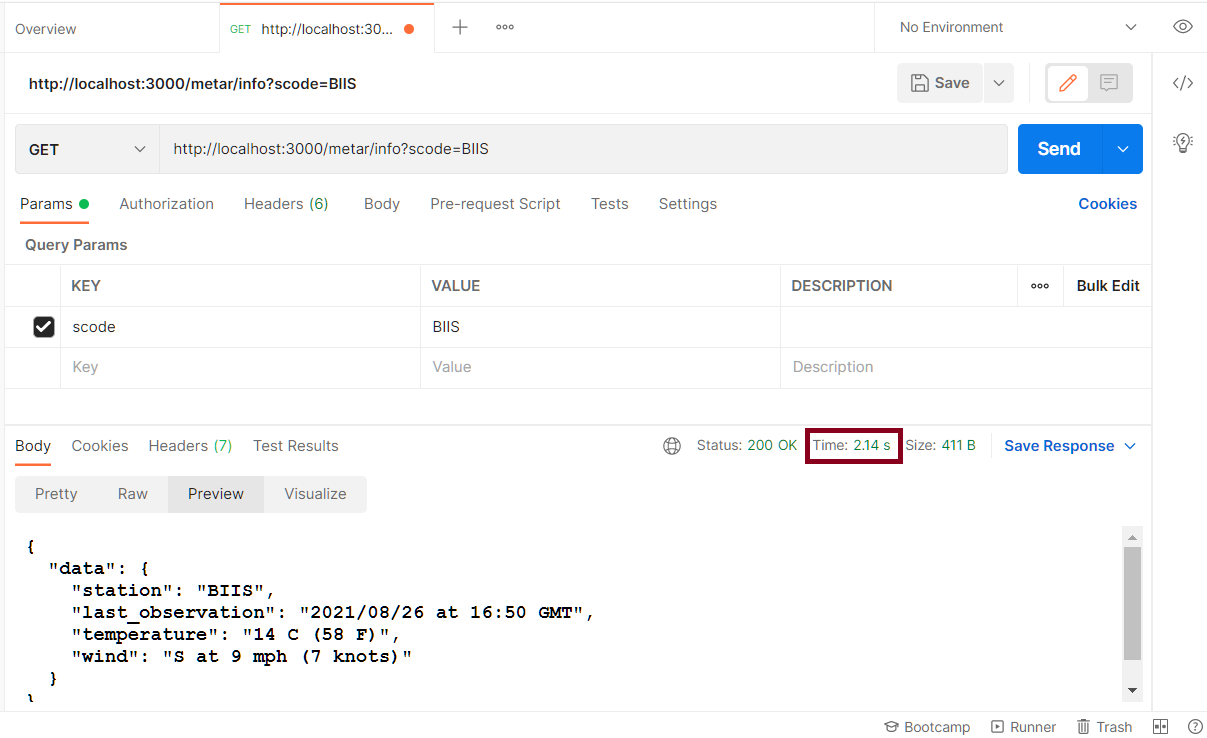 Overview
GET http://localhost:30...
No Environment
http://localhost:3000/metar/info?scode=BIIS
Save
GET
http://localhost:3000/metar/info?scode=BIIS
Send
Params Authorization Headers (6) Body Pre-request Script Tests Settings Cookies
Query Params
KEY VALUE DESCRIPTION Bulk Edit
scode BIIS
Key Value Description
Body Cookies Headers (7) Test Results Status: 200 OK Time: 2.14 s Size: 411 B Save Response
Pretty Raw Preview Visualize
{
"data": {
"station": "BIIS",
"last_observation": "2021/08/26 at 16:50 GMT",
"temperature": "14 C (58 F)",
"wind": "S at 9 mph (7 knots)"
}
}
Bootcamp Runner Trash